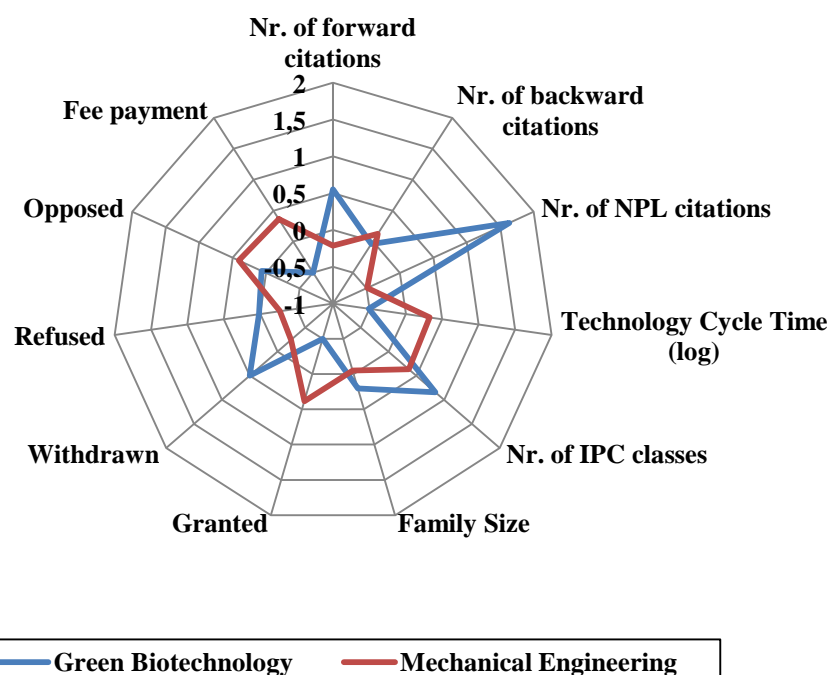 Nr. of forward
citations
2
1,5
1
0,5
0
-0,5
-1
Nr. of backward
citations
Nr. of NPL citations
Technology Cycle Time
(log)
Nr. of IPC classes
Family Size
Granted
Withdrawn
Refused
Opposed
Fee payment
Green Biotechnology
Mechanical Engineering